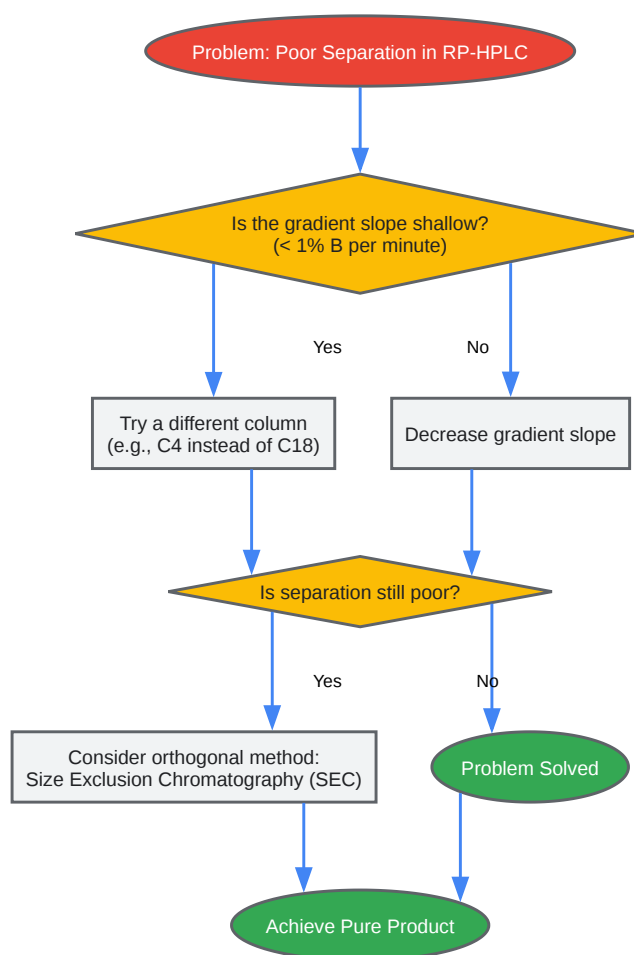 Problem: Poor Separation in RP-HPLC
Is the gradient slope shallow?
(< 1% B per minute)
Yes
No
Try a different column
(e.g., C4 instead of C18)
Decrease gradient slope
Is separation still poor?
Yes
No
Consider orthogonal method:
Size Exclusion Chromatography (SEC)
Problem Solved
Achieve Pure Product